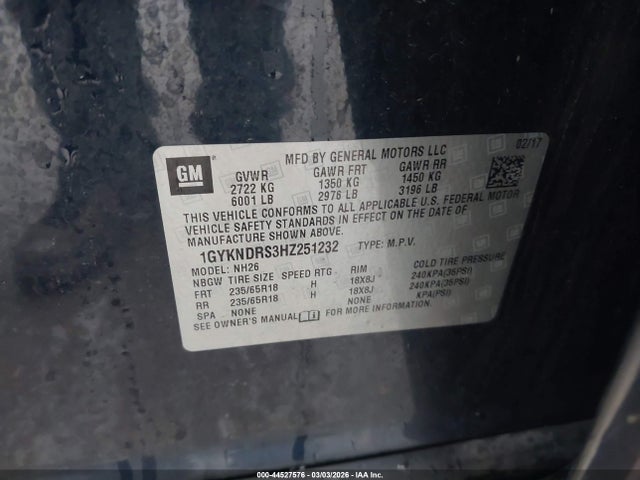 GM
MFD BY GENERAL MOTORS LLC
02/17
GVWR GAWR FRT GAWR RR
2722 KG 1350 KG 1450 KG
6001 LB 2976 LB 3196 LB
THIS VEHICLE CONFORMS TO ALL APPLICABLE U.S. FEDERAL MOTOR
VEHICLE SAFETY STANDARDS IN EFFECT ON THE DATE OF
MANUFACTURE SHOWN ABOVE.
1GYKNDRS3HZ251232 TYPE: M.P.V.
MODEL: NH26
NBGW TIRE SIZE SPEED RTG RIM COLD TIRE PRESSURE
FRT 235/65R18 H 18X8J 240KPA(35PSI)
RR 235/65R18 H 18X8J 240KPA(35PSI)
SPA NONE NONE KPA(PSI)
SEE OWNER'S MANUAL FOR MORE INFORMATION.
000-44527576 - 03/03/2026 - IAAI.COM